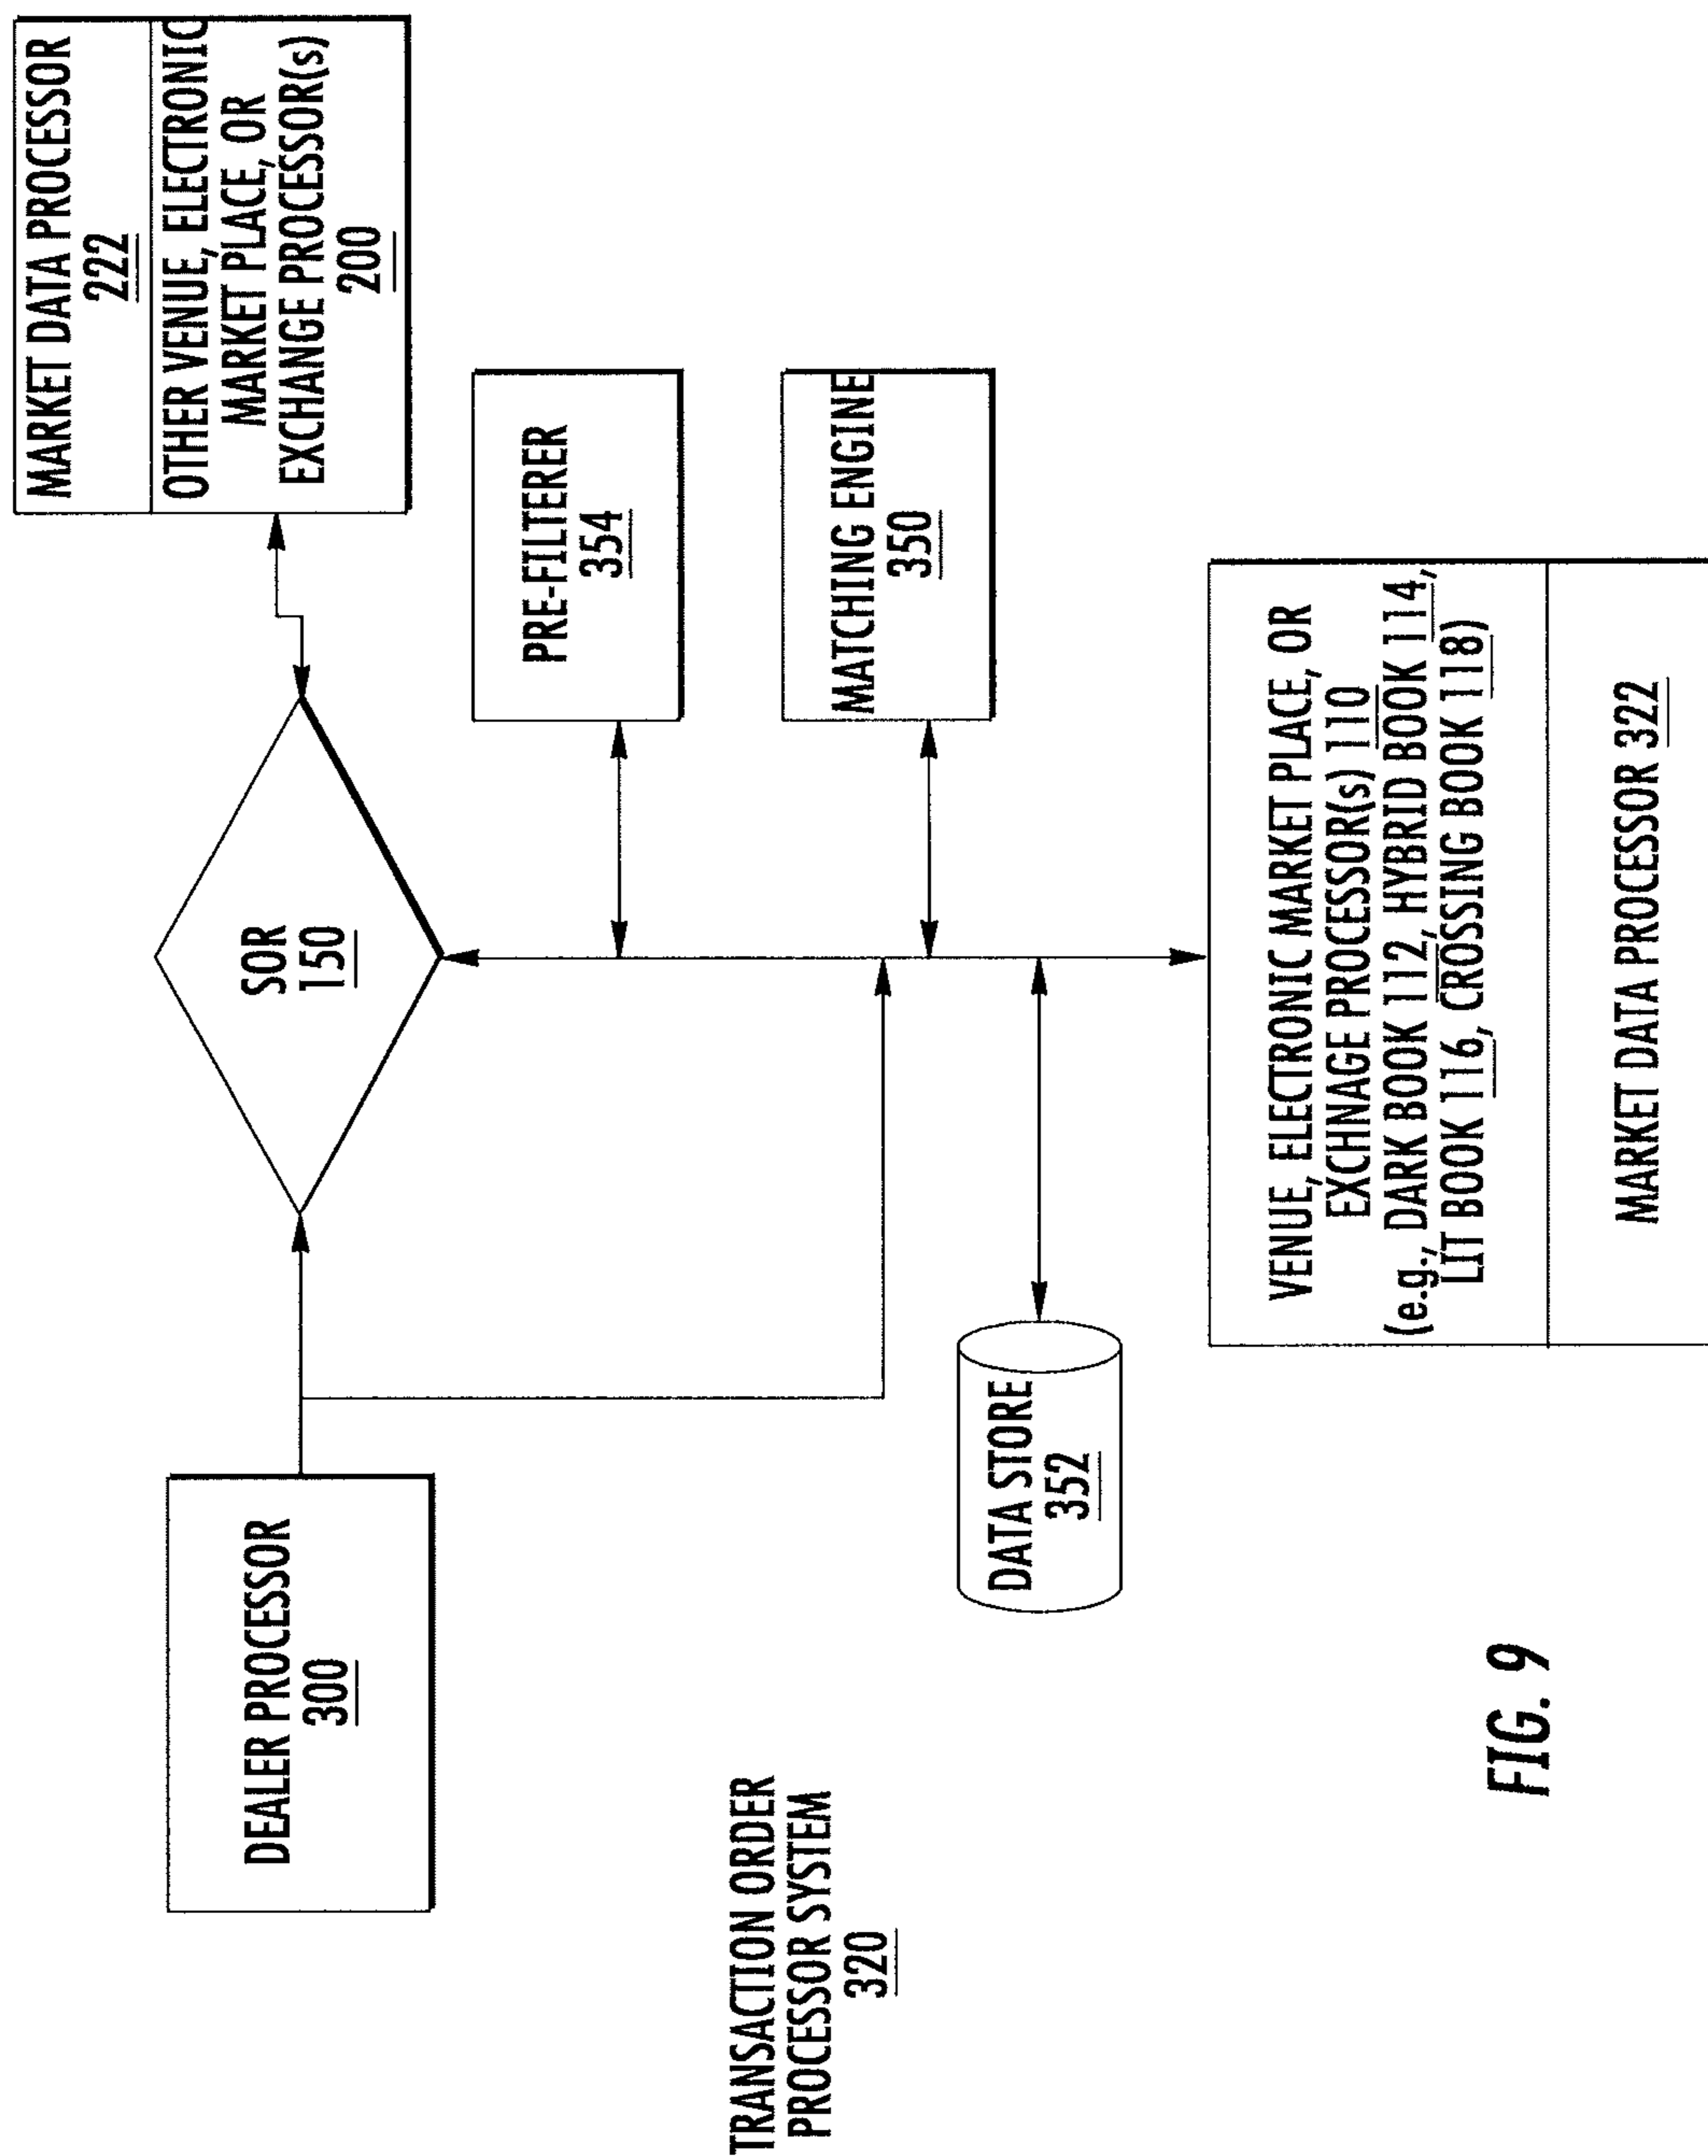 DEALER PROCESSOR
300
SOR
150
MARKET DATA PROCESSOR
222
OTHER VENUE, ELECTRONIC
MARKET PLACE, OR
EXCHANGE PROCESSOR(s)
200
PRE-FILTERER
354
MATCHING ENGINE
350
TRANSACTION ORDER
PROCESSOR SYSTEM
320
DATA STORE
352
VENUE, ELECTRONIC MARKET PLACE, OR
EXCHNAGE PROCESSOR(s) 110
(e.g., DARK BOOK 112, HYBRID BOOK 114,
LIT BOOK 116, CROSSING BOOK 118)
MARKET DATA PROCESSOR 322
FIG. 9